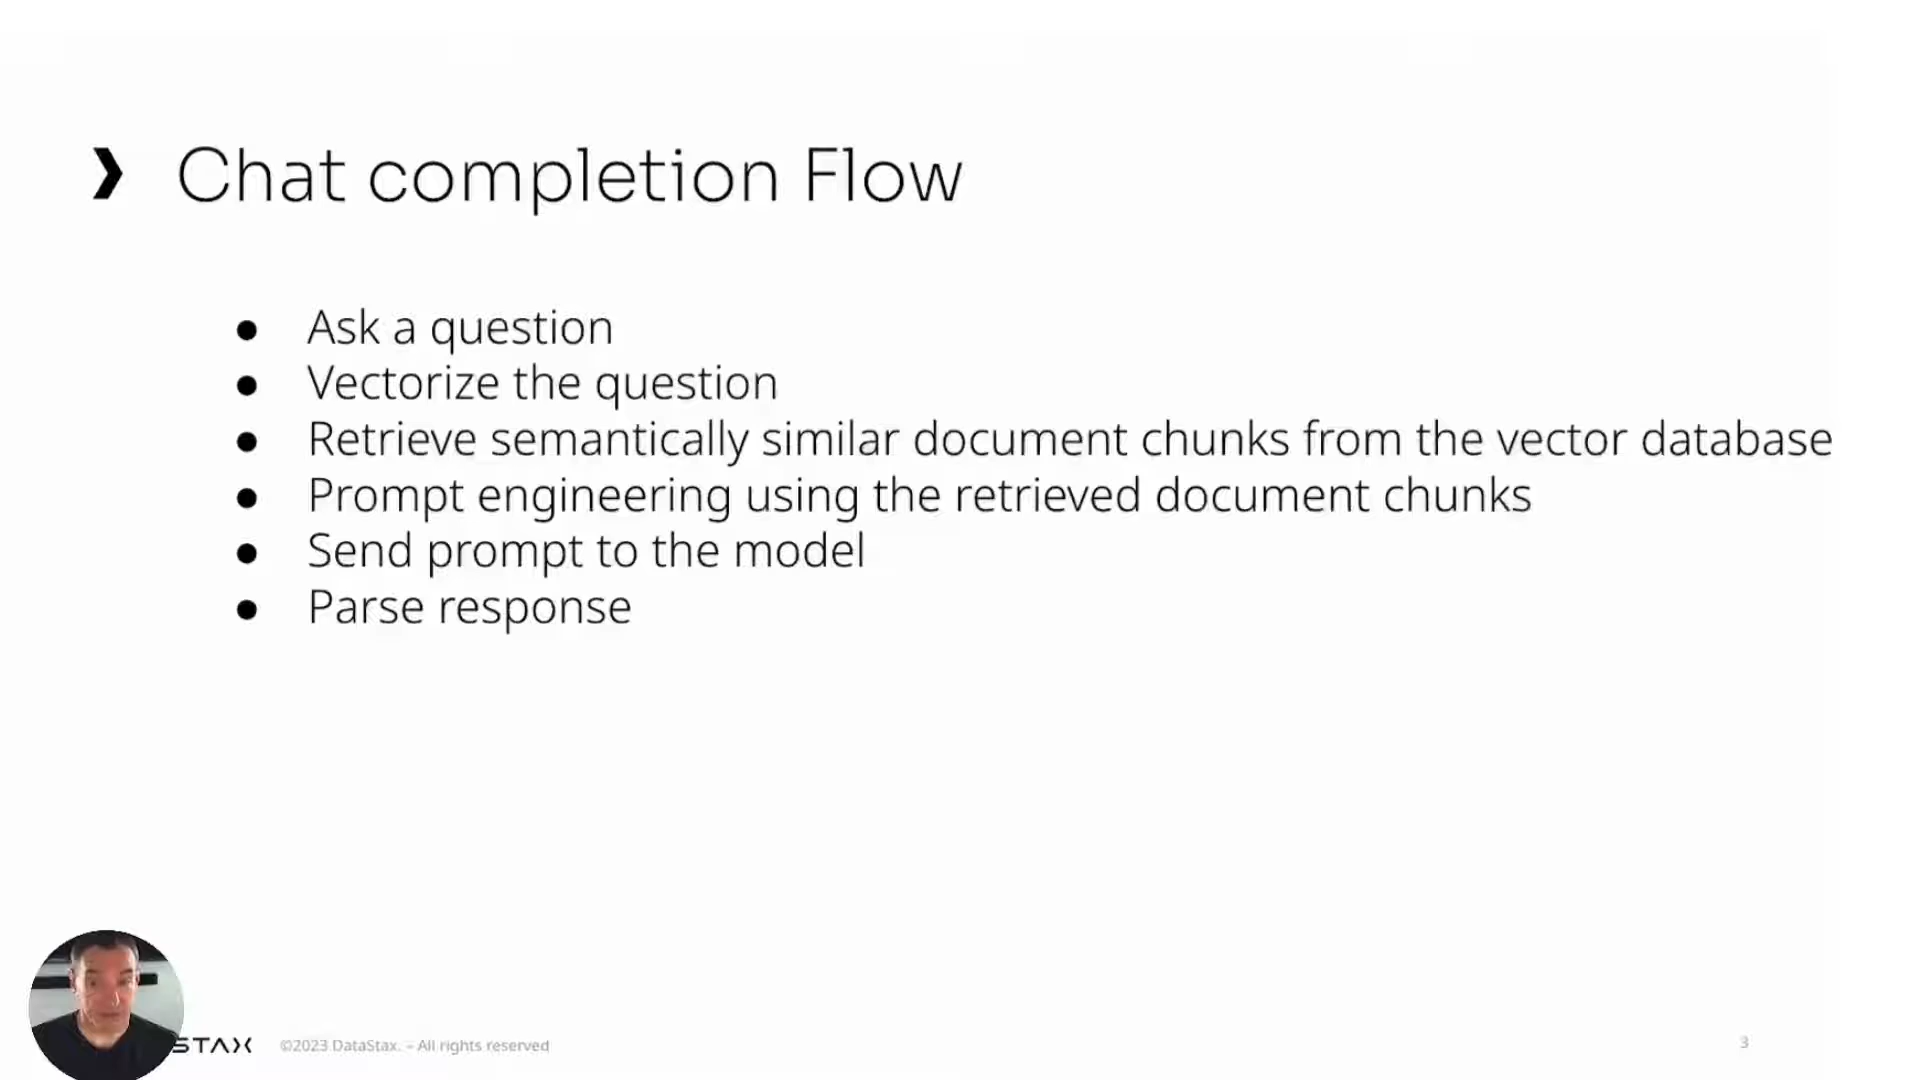 Chat completion Flow
● Ask a question
● Vectorize the question
● Retrieve semantically similar document chunks from the vector database
● Prompt engineering using the retrieved document chunks
● Send prompt to the model
● Parse response
STAX ©2023 DataStax. – All rights reserved
3